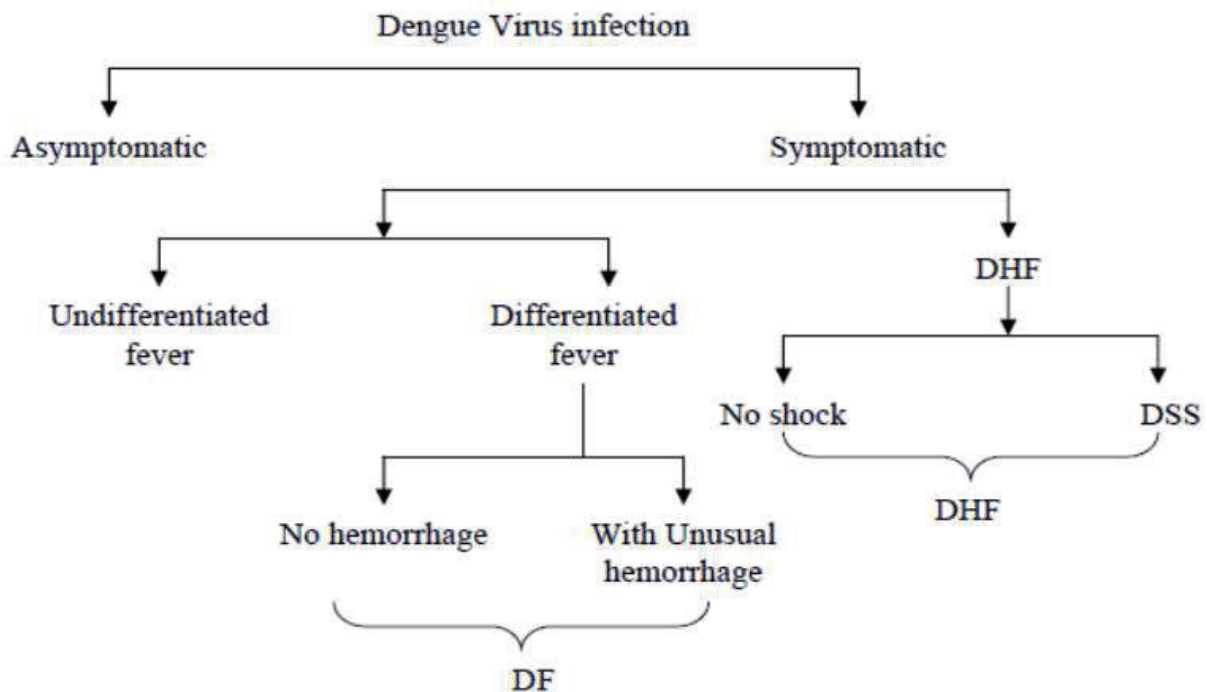 Dengue Virus infection
Asymptomatic
Symptomatic
DHF
Undifferentiated
fever
Differentiated
fever
No shock
DSS
DHF
No hemorrhage
With Unusual
hemorrhage
DF